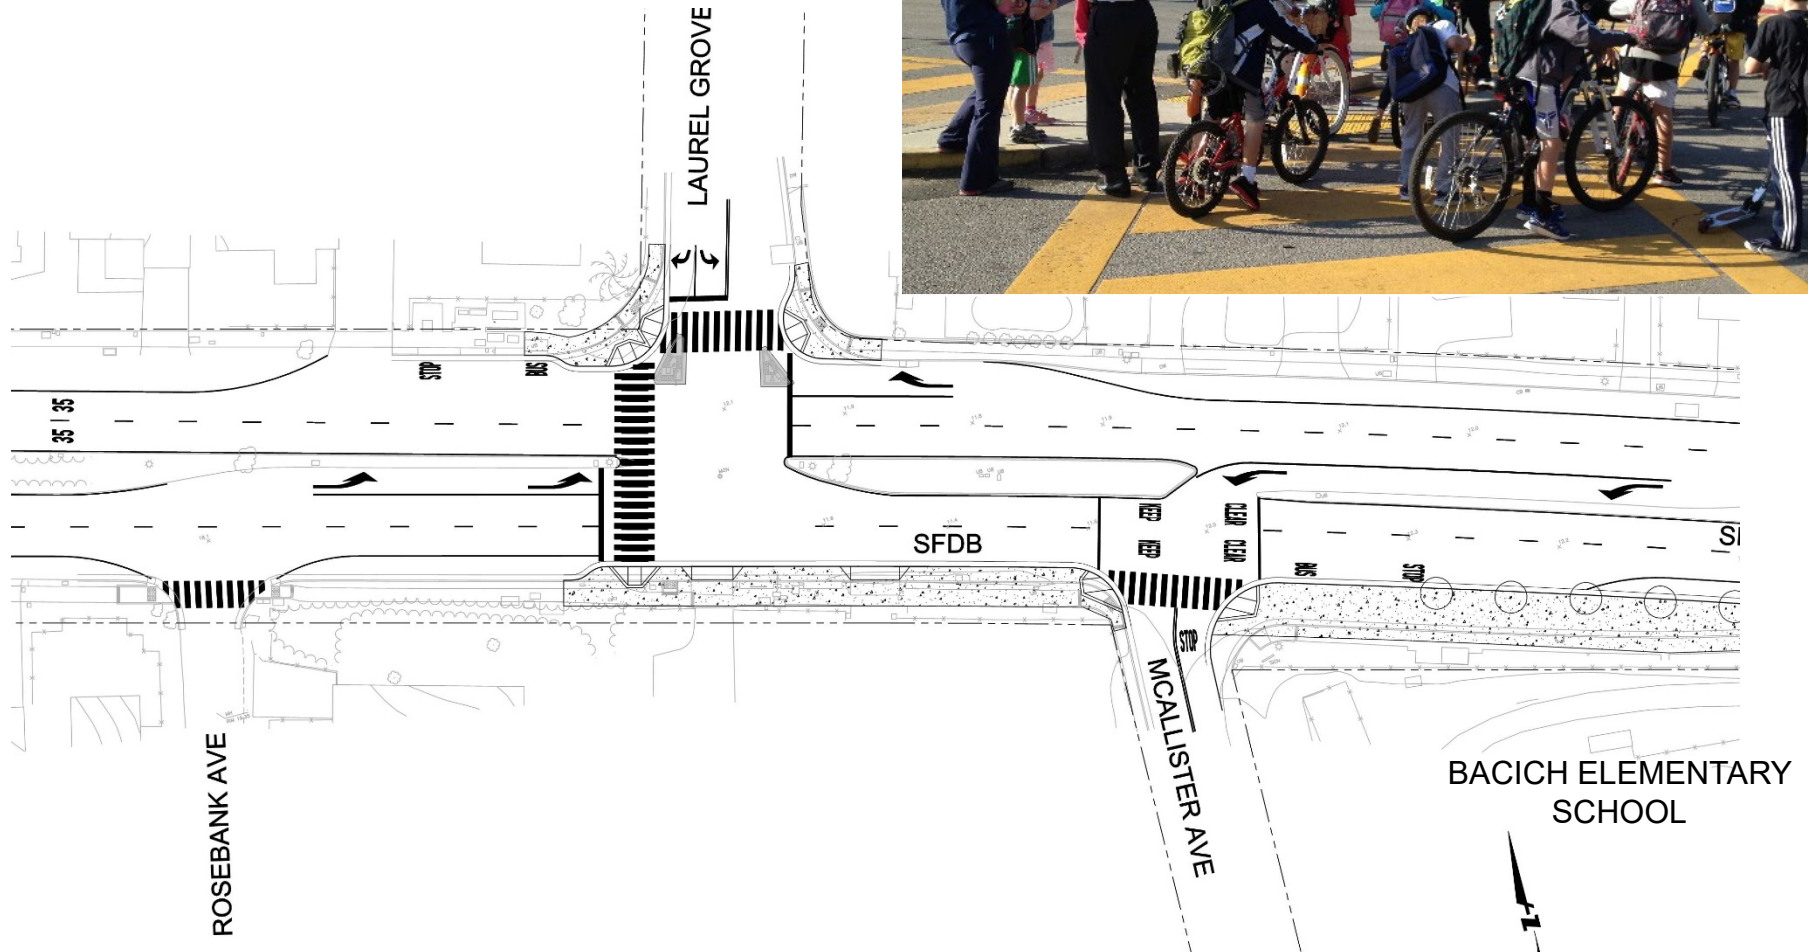 LAUREL GROVE
STOP
BUS
35
35
KEEP
CLEAR
KEEP
CLEAR
SFDB
BUS
STOP
STOP
MCALLISTER AVE
ROSEBANK AVE
BACICH ELEMENTARY
SCHOOL